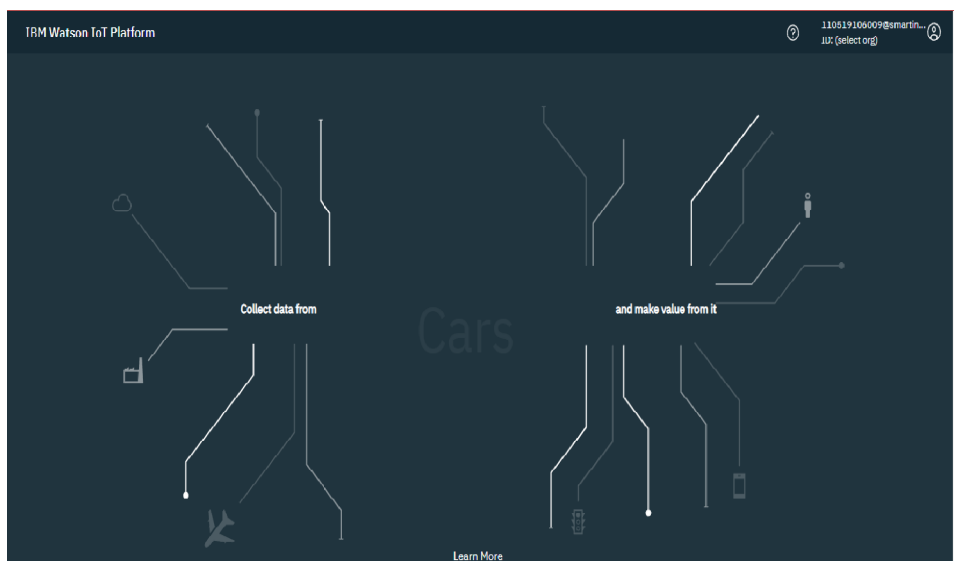 IBM Watson IoT Platform
110519106009@smartin...
ID: (select org)
Collect data from
Cars
and make value from it
Learn More